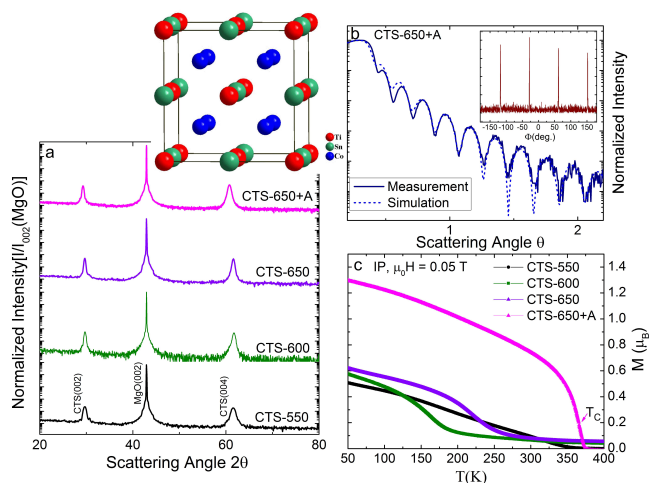 Ti
Sn
Co
a
Normalized Intensity[I/I002(MgO)]
CTS-650+A
CTS-650
CTS-600
CTS-550
CTS(002)
MgO(002)
CTS(004)
20 30 40 50 60 70 80
Scattering Angle 2θ
b CTS-650+A
-150 -100 -50 0 50 100 150
Φ(deg.)
Measurement
Simulation
Normalized Intensity
1 2
Scattering Angle θ
c IP, μ0H = 0.05 T
CTS-550
CTS-600
CTS-650
CTS-650+A
TC
1.4
1.2
1.0
0.8
0.6
0.4
0.2
0.0
M (μB)
50 100 150 200 250 300 350 400 450
T(K)